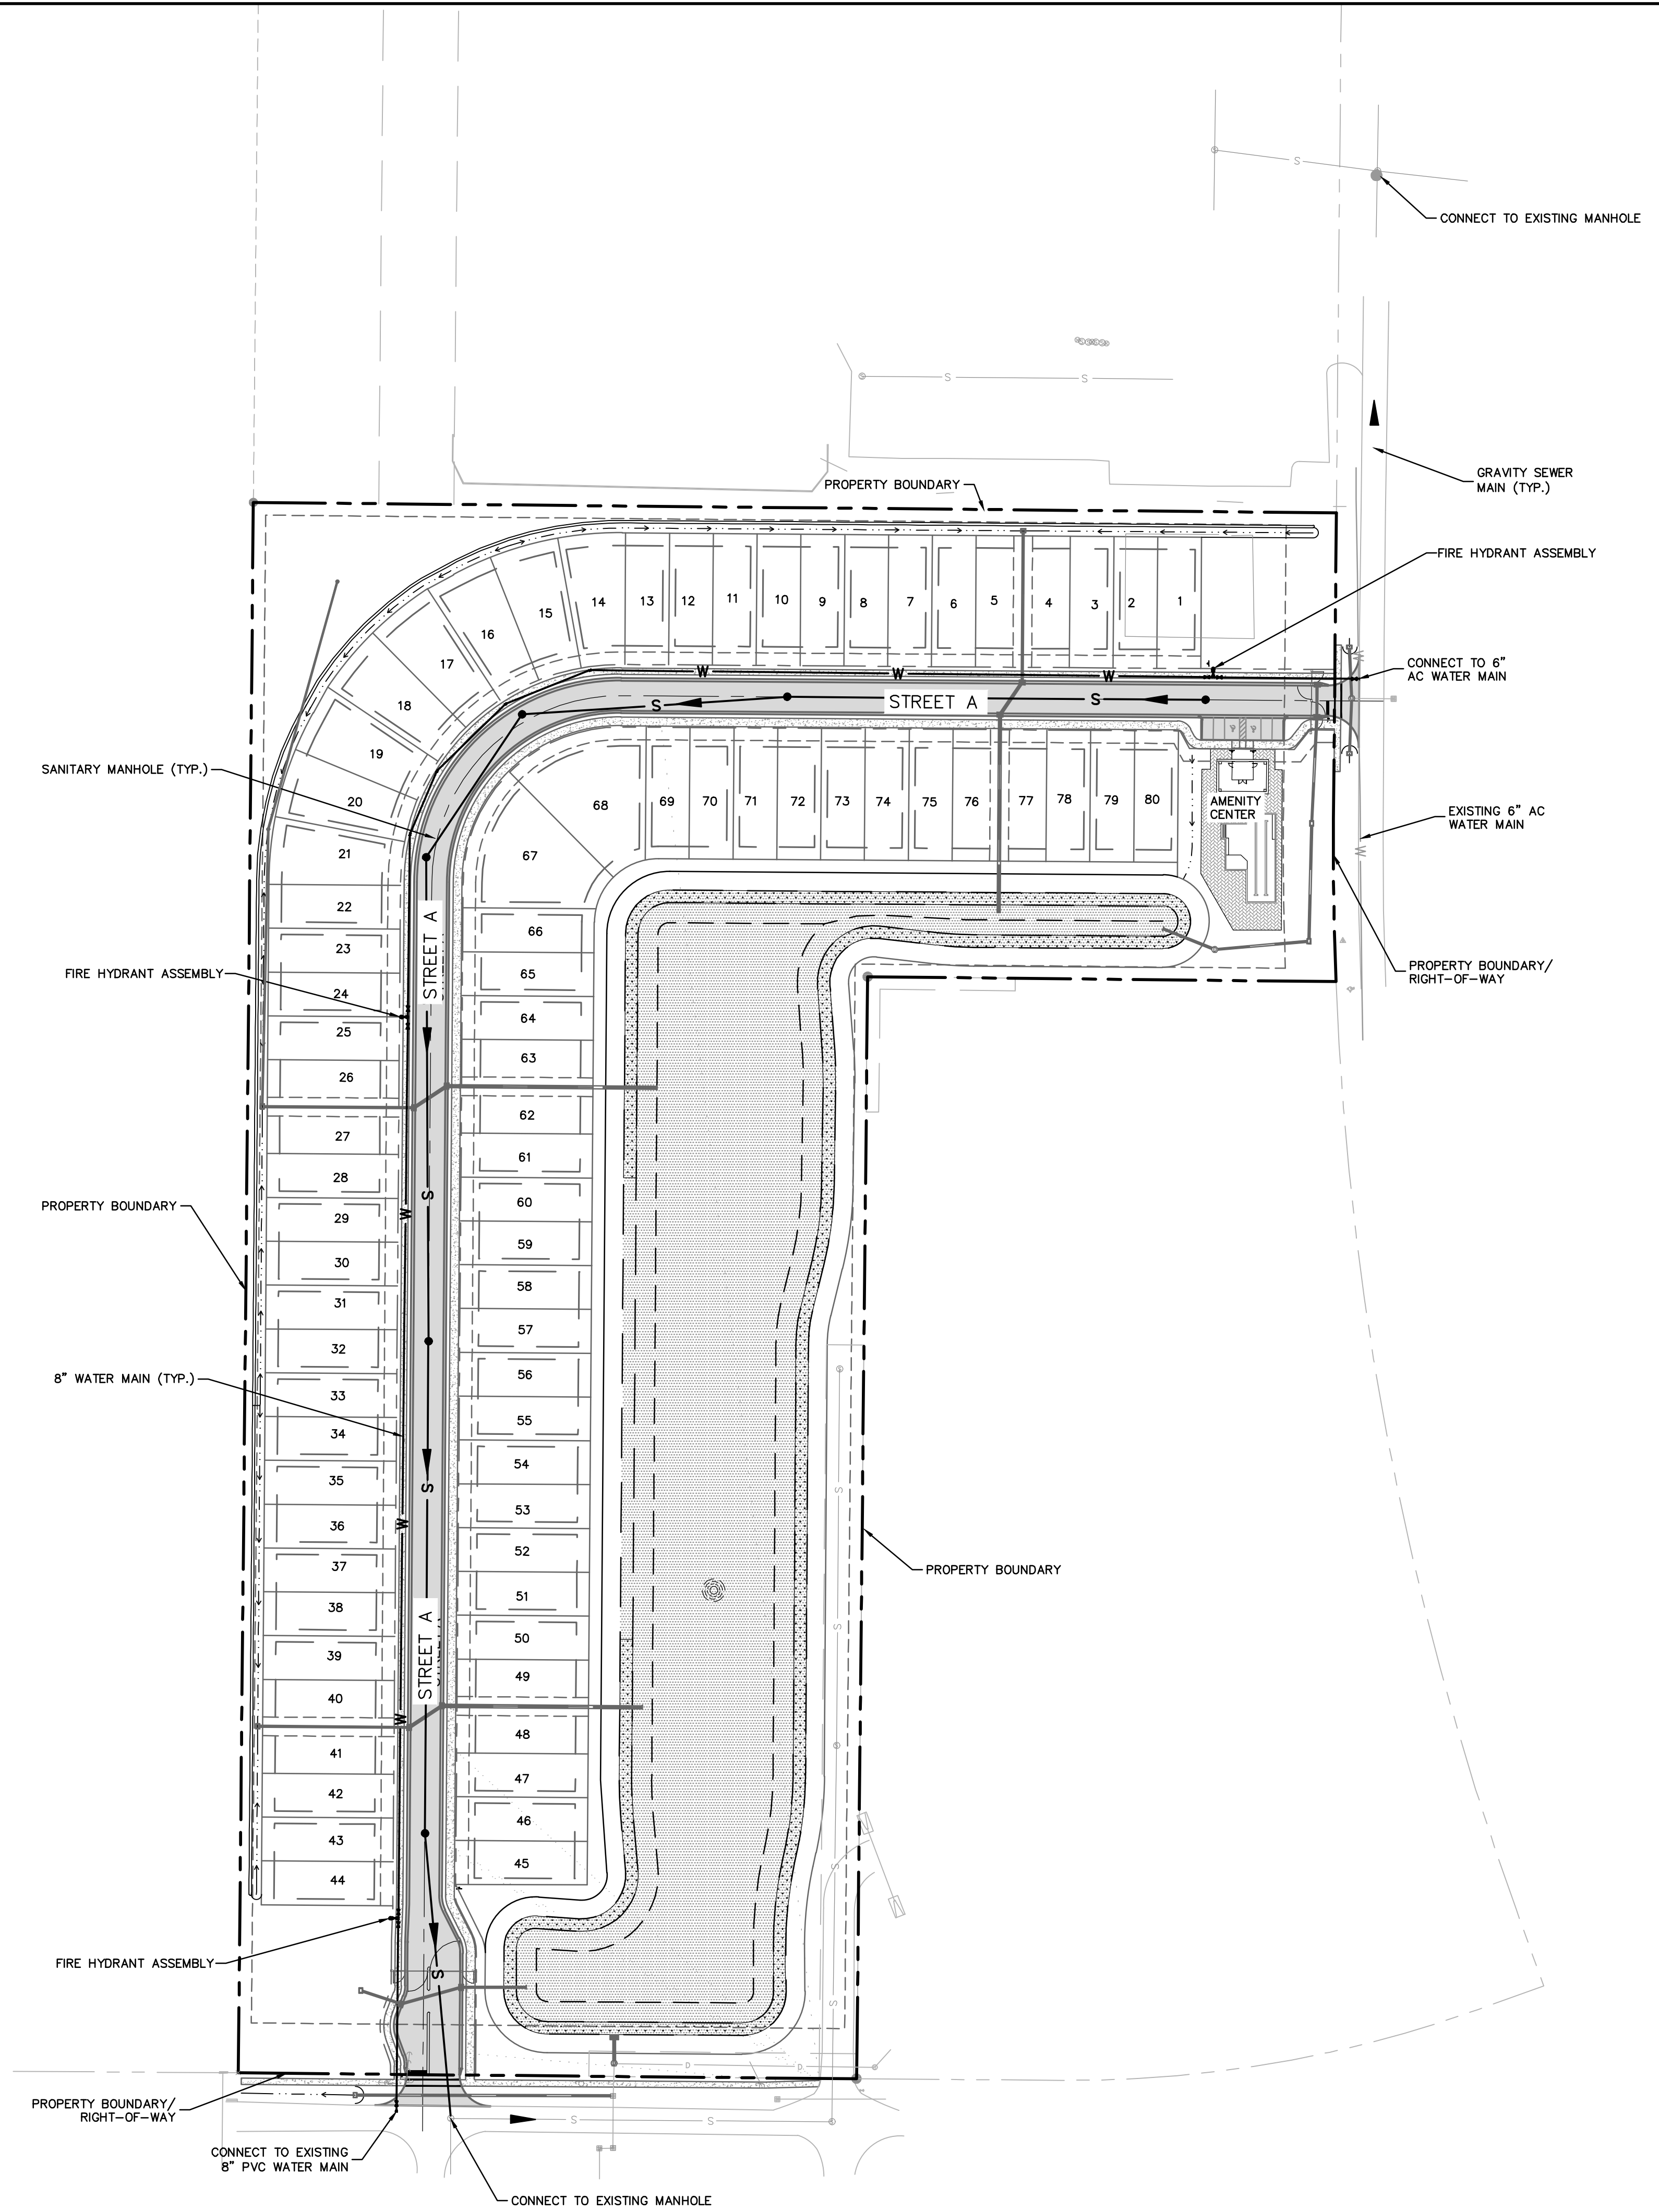 S
CONNECT TO EXISTING MANHOLE
S
S
GRAVITY SEWER
MAIN (TYP.)
PROPERTY BOUNDARY
FIRE HYDRANT ASSEMBLY
14
13
12
11
10
9
8
7
6
5
4
3
2
1
15
16
17
18
19
20
W
W
W
CONNECT TO 6"
AC WATER MAIN
S
STREET A
S
SANITARY MANHOLE (TYP.)
68
69
70
71
72
73
74
75
76
77
78
79
80
AMENITY
CENTER
EXISTING 6" AC
WATER MAIN
21
67
22
66
23
STREET A
65
FIRE HYDRANT ASSEMBLY
PROPERTY BOUNDARY/
RIGHT-OF-WAY
24
64
25
63
26
62
27
61
28
S
60
PROPERTY BOUNDARY
29
W
59
30
58
31
57
32
56
8" WATER MAIN (TYP.)
33
55
34
54
35
S
S
53
36
W
52
37
PROPERTY BOUNDARY
51
38
STREET A
S
50
39
49
40
W
48
41
47
42
46
43
45
44
S
FIRE HYDRANT ASSEMBLY
S
S
D
D
PROPERTY BOUNDARY/
RIGHT-OF-WAY
S
S
CONNECT TO EXISTING
8" PVC WATER MAIN
CONNECT TO EXISTING MANHOLE